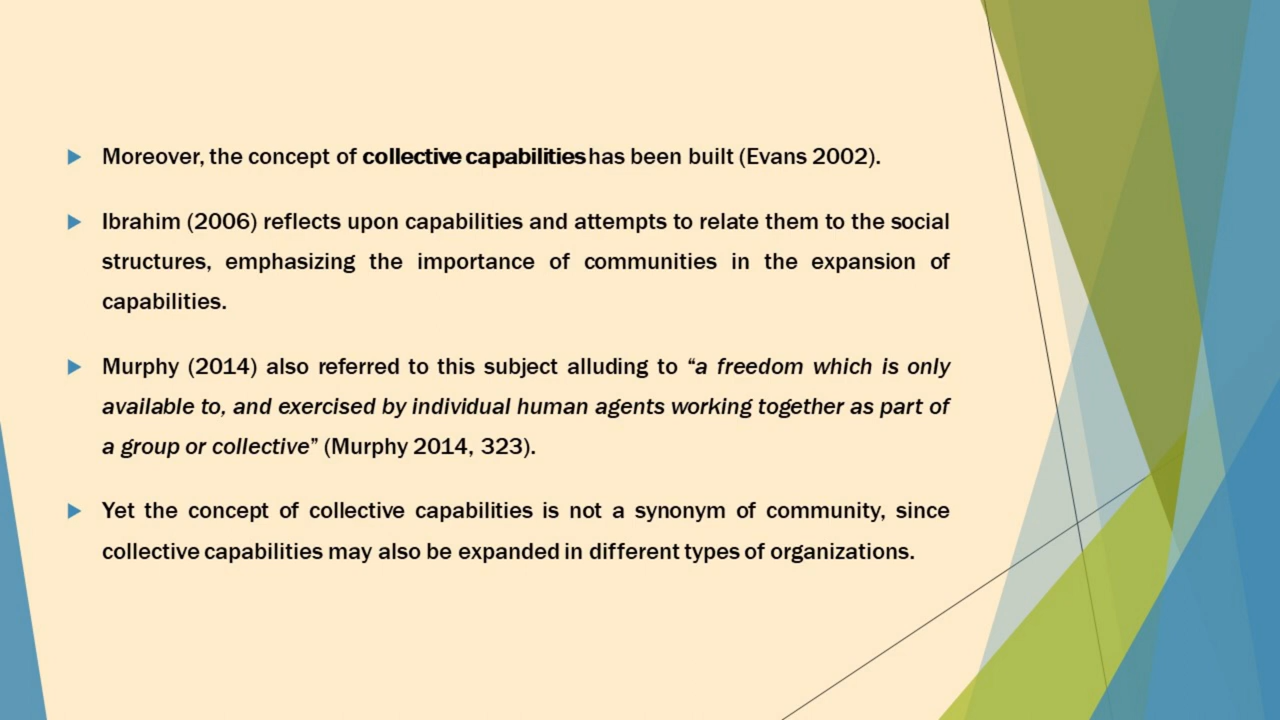 Moreover, the concept of collective capabilities has been built (Evans 2002).
Ibrahim (2006) reflects upon capabilities and attempts to relate them to the social
structures, emphasizing the importance of communities in the expansion of
capabilities.
Murphy (2014) also referred to this subject alluding to “a freedom which is only
available to, and exercised by individual human agents working together as part of
a group or collective” (Murphy 2014, 323).
Yet the concept of collective capabilities is not a synonym of community, since
collective capabilities may also be expanded in different types of organizations.